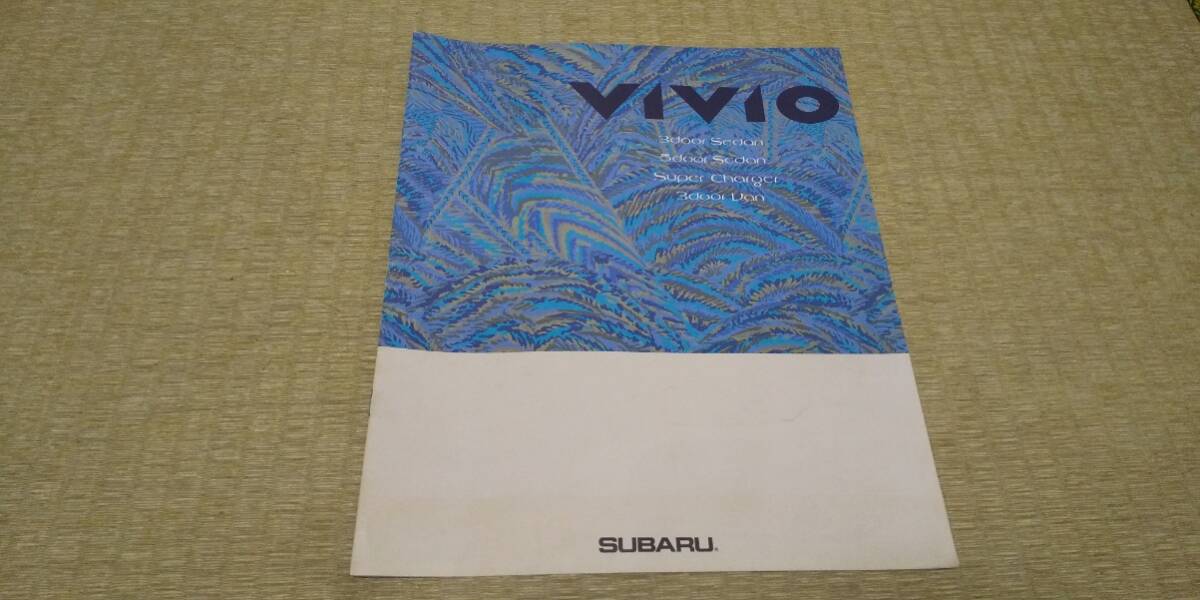 VIVIO
3door Sedan
5door Sedan
Super Charger
3door Van
SUBARU®